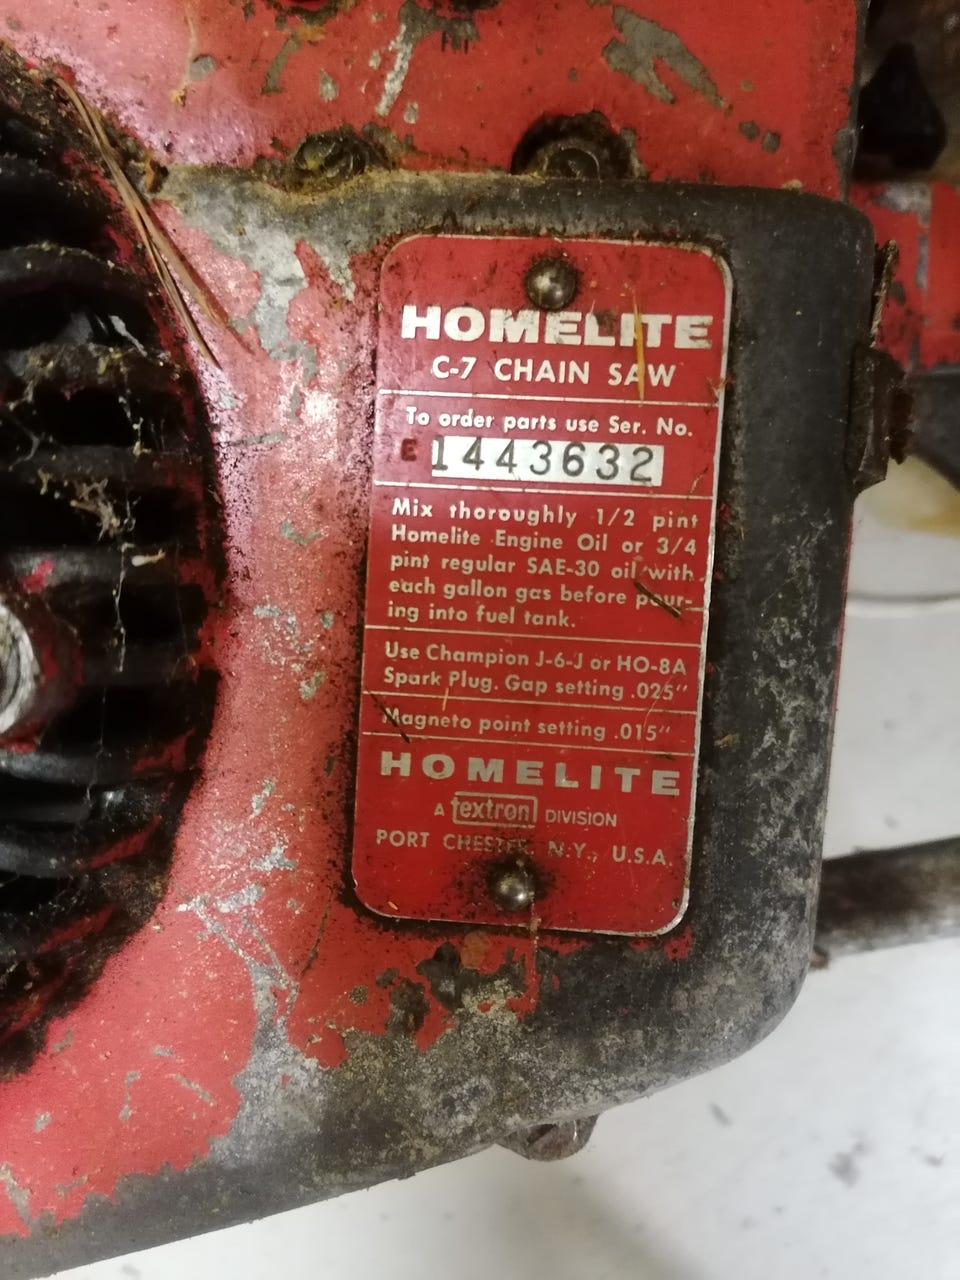 HOMELITE
C-7 CHAIN SAW
To order parts use Ser. No.
E 1443632
Mix thoroughly 1/2 pint
Homelite Engine Oil or 3/4
pint regular SAE-30 oil with
each gallon gas before pour-
ing into fuel tank.
Use Champion J-6-J or HO-8A
Spark Plug. Gap setting .025"
Magneto point setting .015"
HOMELITE
A textron DIVISION
PORT CHESTER, N.Y., U.S.A.